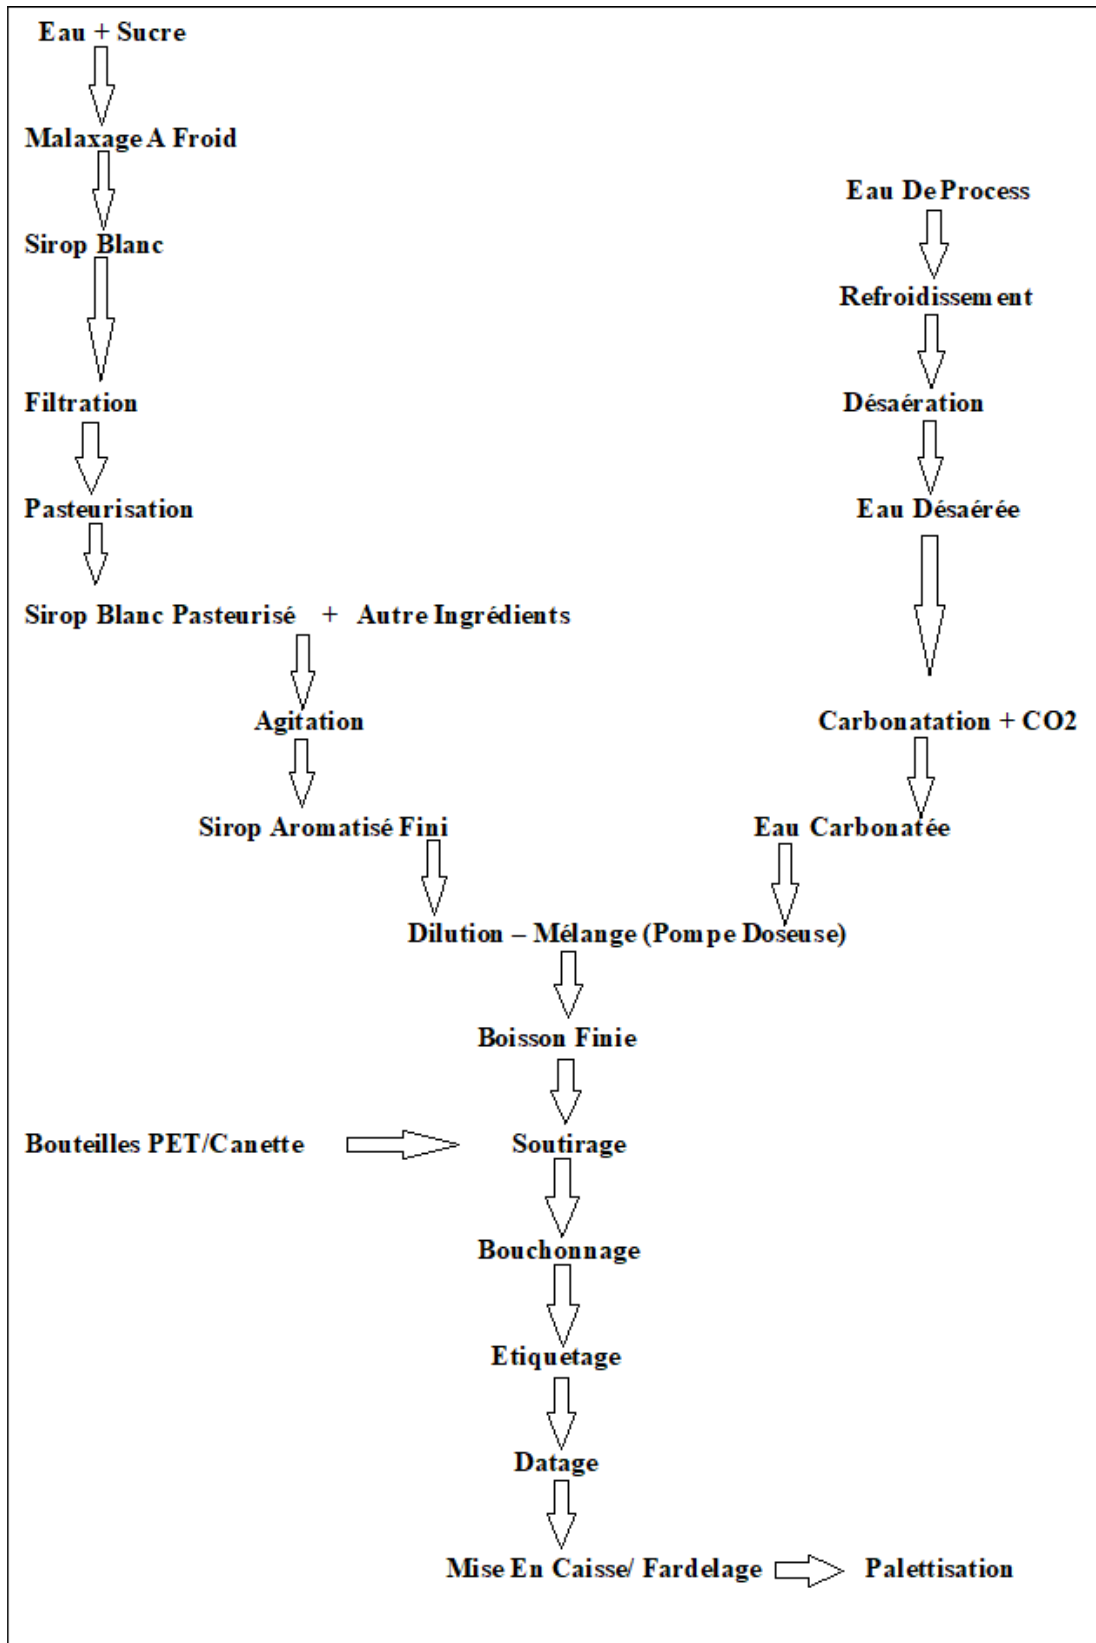 Eau + Sucre
Malaxage A Froid
Eau De Process
Sirop Blanc
Refroidissement
Filtration
Désaération
Pasteurisation
Eau Désaérée
Sirop Blanc Pasteurisé + Autre Ingrédients
Agitation
Carbonatation + CO2
Sirop Aromatisé Fini
Eau Carbonatée
Dilution – Mélange (Pompe Doseuse)
Boisson Finie
Bouteilles PET/Canette
Soutirage
Bouchonnage
Etiquetage
Datage
Mise En Caisse/ Fardelage
Palettisation